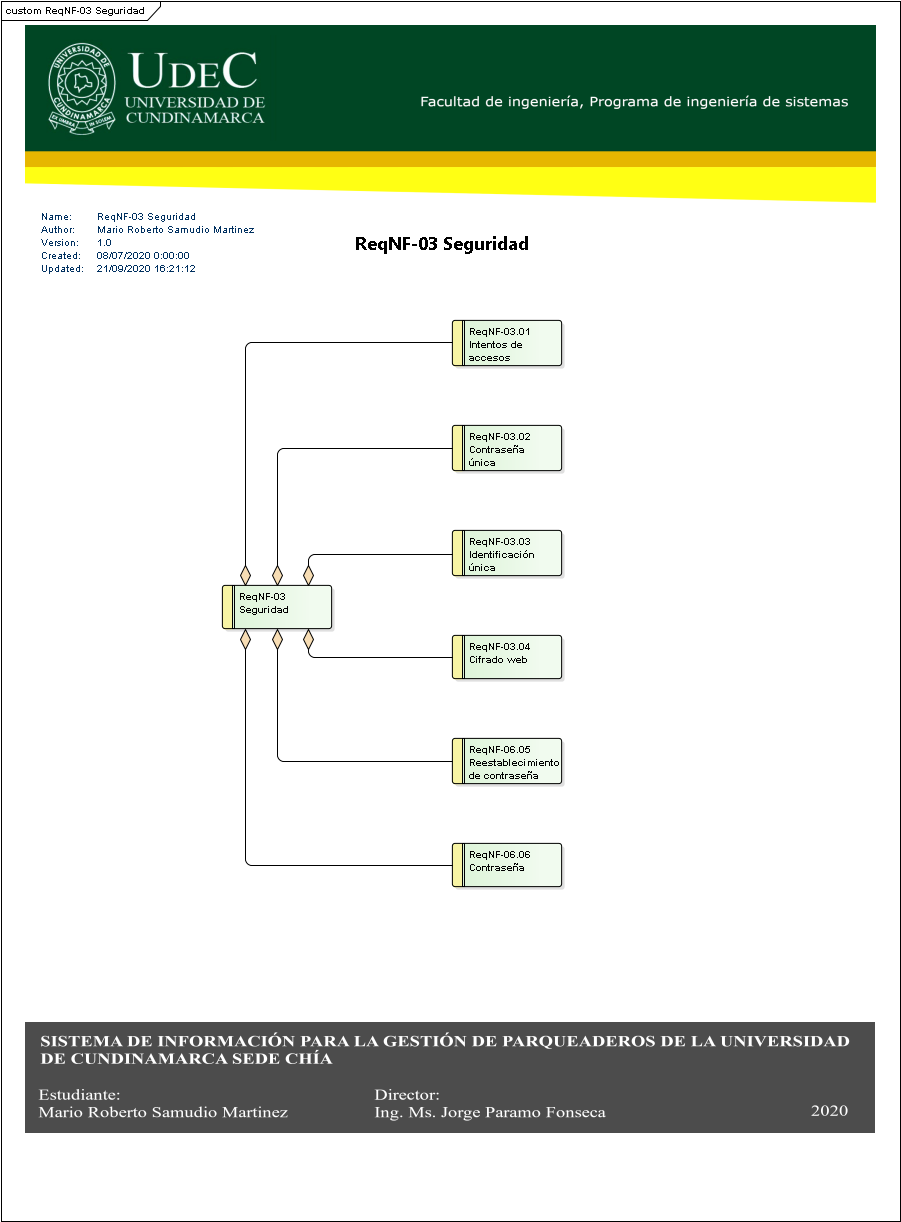 custom ReqNF-03 Seguridad
UNIVERSIDAD DE CUNDINAMARCA
UDEC
UNIVERSIDAD DE
CUNDINAMARCA
Facultad de ingeniería, Programa de ingeniería de sistemas
Name: ReqNF-03 Seguridad
Author: Mario Roberto Samudio Martinez
Version: 1.0
Created: 08/07/2020 0:00:00
Updated: 21/09/2020 16:21:12
ReqNF-03 Seguridad
ReqNF-03.01
Intentos de
accesos
ReqNF-03.02
Contraseña
única
ReqNF-03.03
Identificación
única
ReqNF-03
Seguridad
ReqNF-03.04
Cifrado web
ReqNF-06.05
Reestablecimiento
de contraseña
ReqNF-06.06
Contraseña
SISTEMA DE INFORMACIÓN PARA LA GESTIÓN DE PARQUEADEROS DE LA UNIVERSIDAD
DE CUNDINAMARCA SEDE CHÍA
Estudiante:
Mario Roberto Samudio Martinez
Director:
Ing. Ms. Jorge Paramo Fonseca
2020